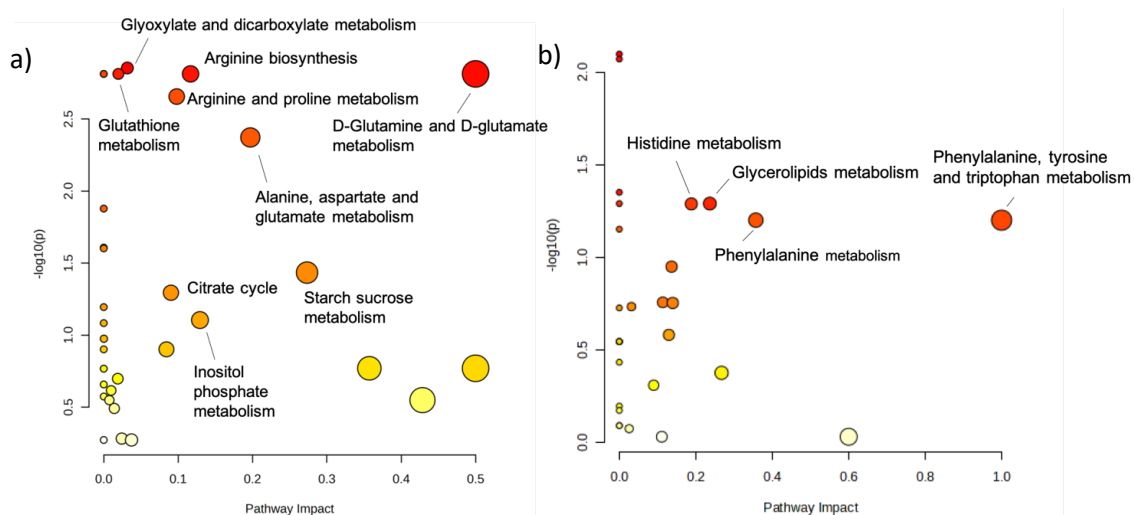 a)
Glyoxylate and dicarboxylate metabolism
Arginine biosynthesis
Arginine and proline metabolism
Glutathione
metabolism
D-Glutamine and D-glutamate
metabolism
Alanine, aspartate and
glutamate metabolism
Citrate cycle
Starch sucrose
metabolism
Inositol
phosphate
metabolism
-log10(p)
2.5
2.0
1.5
1.0
0.5
0.0
0.1
0.2
0.3
0.4
0.5
Pathway Impact
b)
Histidine metabolism
Glycerolipids metabolism
Phenylalanine, tyrosine
and triptophan metabolism
Phenylalanine metabolism
-log10(p)
2.0
1.5
1.0
0.5
0.0
0.0
0.2
0.4
0.6
0.8
1.0
Pathway Impact